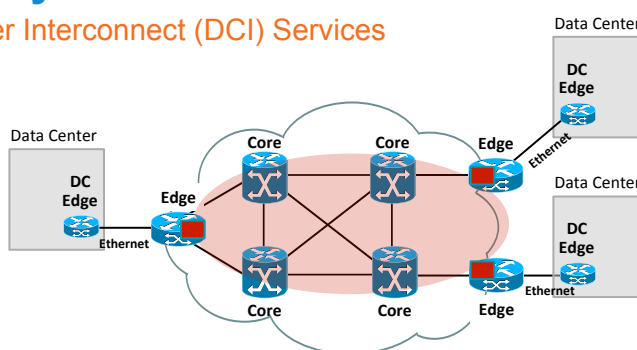 er Interconnect (DCI) Services
Data Center
DC
Edge
Ethernet
Data Center
DC
Edge
Ethernet
Edge
Core
Core
Edge
Core
Core
Edge
Data Center
DC
Edge
Ethernet